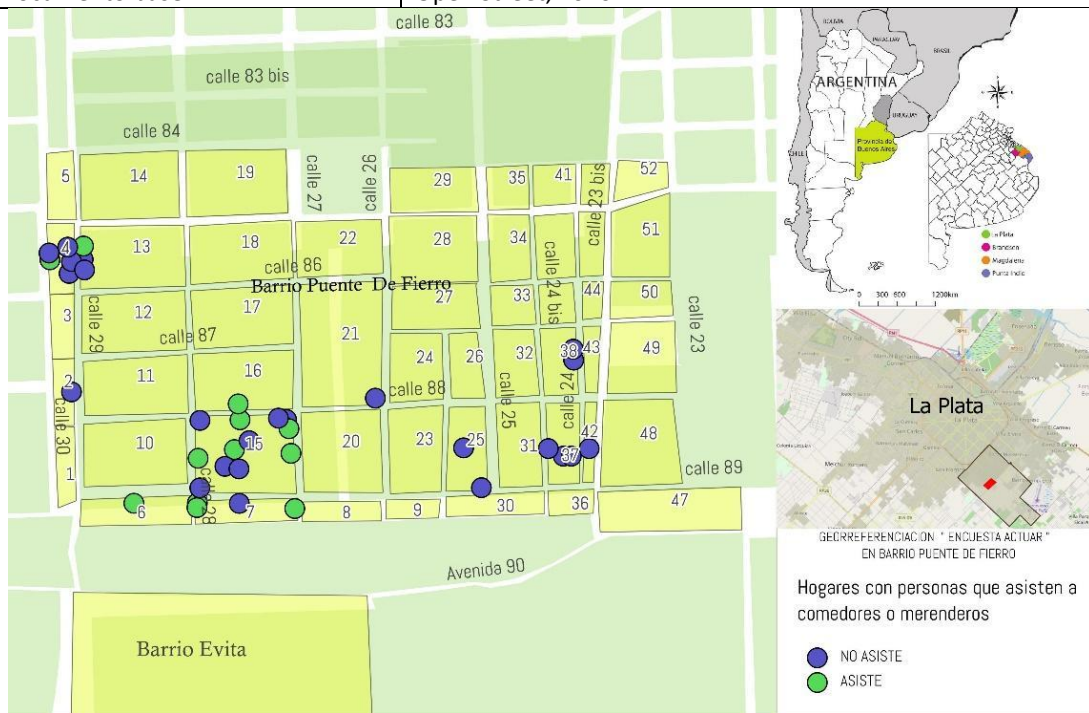 calle 83
calle 83 bis
calle 84
calle 27
calle 26
5
14
19
29
35
41
calle 23 bis
52
4
13
18
22
28
34
51
calle 86
Barrio Puente De Fierro
calle 24 bis
3
calle 29
12
17
21
27
33
44
50
calle 23
calle 87
2
11
16
24
26
32
38
43
49
calle 88
calle 30
calle 25
calle 24
1
10
15
20
23
25
31
37
42
48
calle 89
calle 28
6
7
8
9
30
36
47
Avenida 90
Barrio Evita
BOLIVIA
PARAGUAY
BRASIL
ARGENTINA
URUGUAY
CHILE
Provincia de
Buenos Aires
La Plata
Brandsen
Magdalena
Punta Indio
0 300 600 1200km
La Plata
GEORREFERENCIACION " ENCUESTA ACTUAR "
EN BARRIO PUENTE DE FIERRO
Hogares con personas que asisten a
comedores o merenderos
NO ASISTE
ASISTE